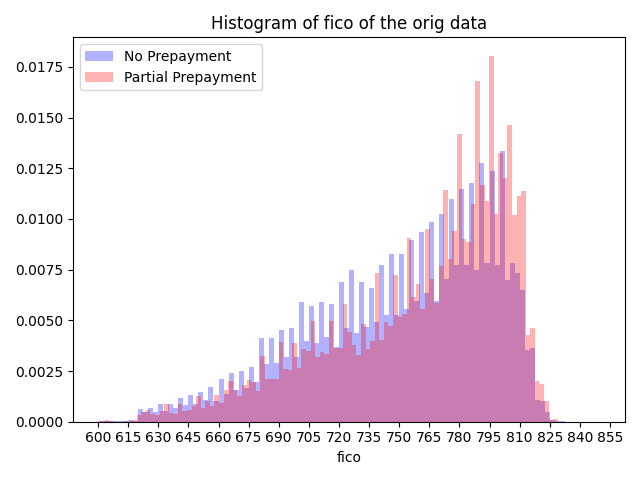 Histogram of fico of the orig data
No Prepayment
Partial Prepayment
0.0175
0.0150
0.0125
0.0100
0.0075
0.0050
0.0025
0.0000
600 615 630 645 660 675 690 705 720 735 750 765 780 795 810 825 840 855
fico